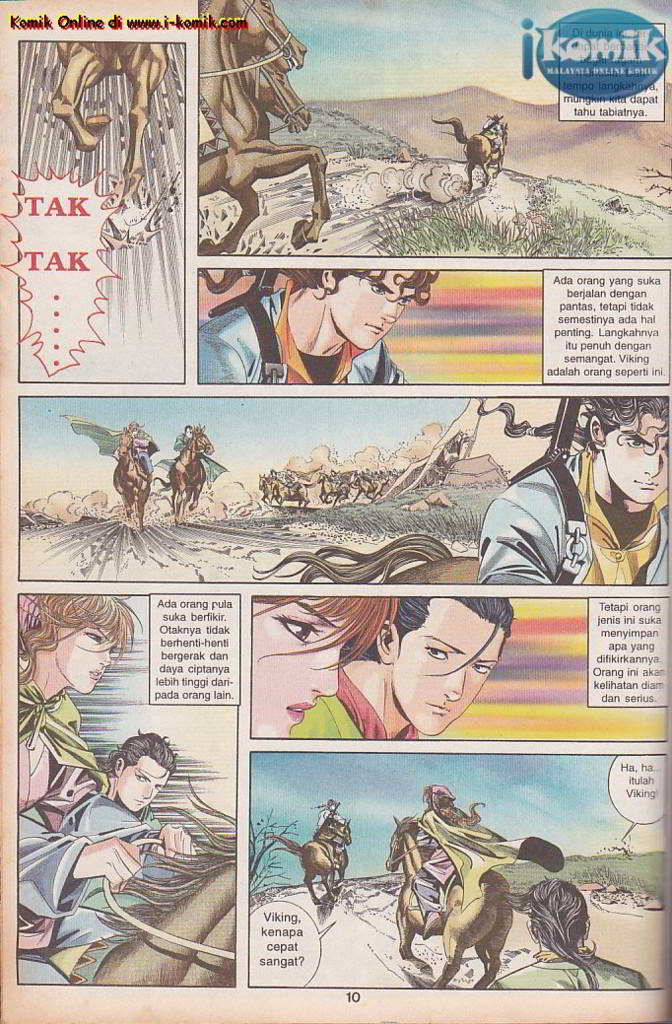 Komik Online di www.i-komik.com
i komik
MALAYSIA ONLINE KOMIK
Di dunia
tempo langkahnya,
mungkin kita dapat
tahu tabiatnya.
TAK
TAK
......
Ada orang yang suka
berjalan dengan
pantas, tetapi tidak
semestinya ada hal
penting. Langkahnya
itu penuh dengan
semangat. Viking
adalah orang seperti ini.
Ada orang pula
suka berfikir.
Otaknya tidak
berhenti-henti
bergerak dan
daya ciptanya
lebih tinggi dari-
pada orang lain.
Tetapi orang
jenis ini suka
menyimpan
apa yang
difikirkannya.
Orang ini akan
kelihatan diam
dan serius.
Ha, ha...
itulah
Viking!
Viking,
kenapa
cepat
sangat?
10